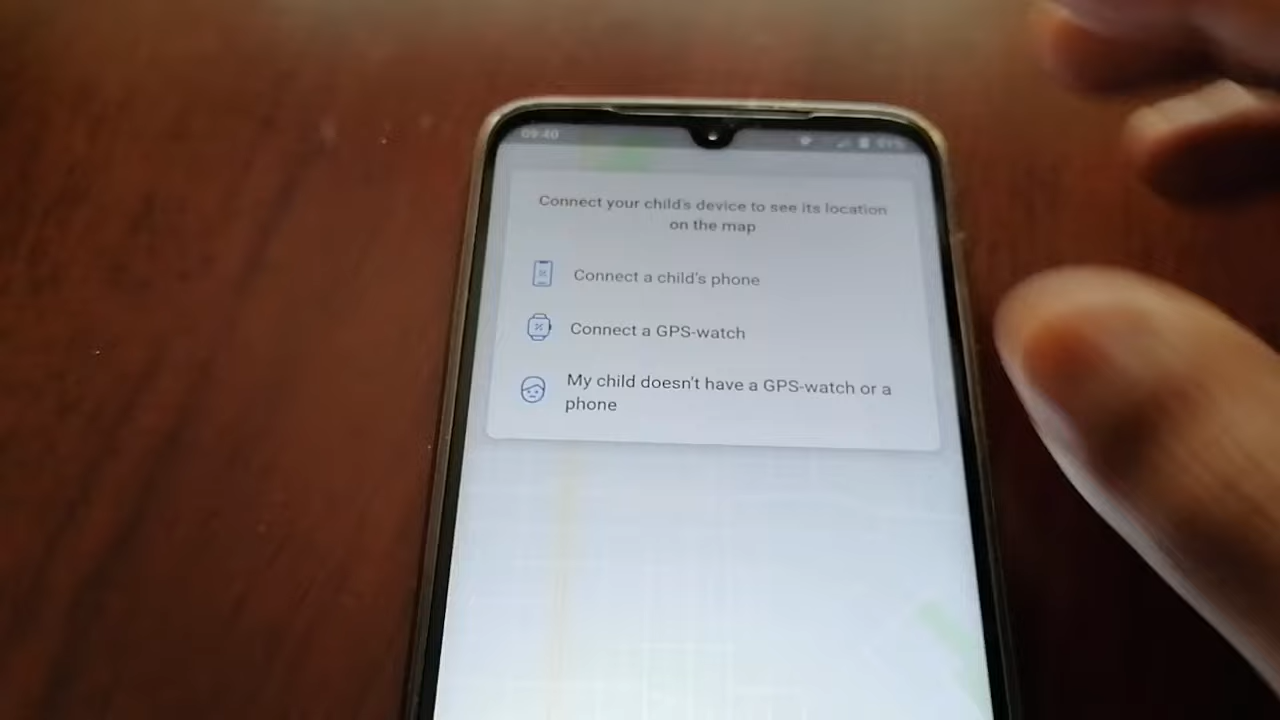 09:40
Connect your child's device to see its location
on the map
Connect a child's phone
Connect a GPS-watch
My child doesn't have a GPS-watch or a
phone